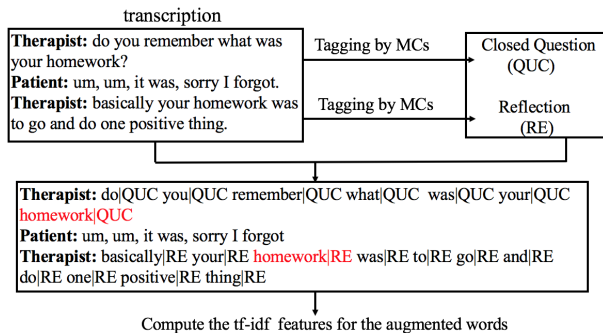 transcription
Therapist: do you remember what was
your homework?
Patient: um, um, it was, sorry I forgot.
Therapist: basically your homework was
to go and do one positive thing.
Tagging by MCs
Tagging by MCs
Closed Question
(QUC)
Reflection
(RE)
Therapist: do|QUC you|QUC remember|QUC what|QUC was|QUC your|QUC
homework|QUC
Patient: um, um, it was, sorry I forgot
Therapist: basically|RE your|RE homework|RE was|RE to|RE go|RE and|RE
do|RE one|RE positive|RE thing|RE
Compute the tf-idf features for the augmented words